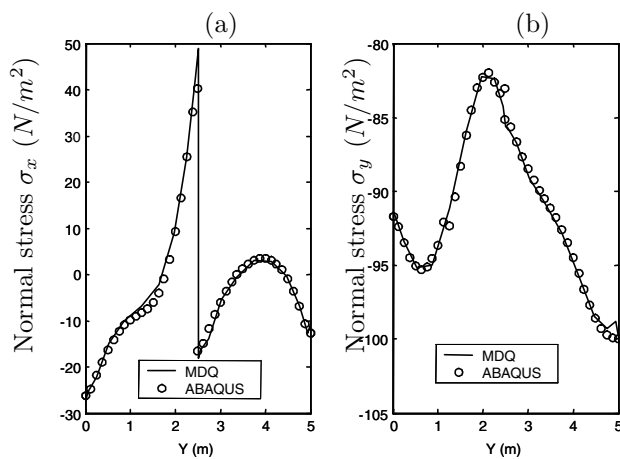 (a)
50
40
30
20
10
0
-10
-20
-30
0 1 2 3 4 5
Y (m)
Normal stress σₓ (N/m²)
MDQ
ABAQUS
(b)
-80
-85
-90
-95
-100
-105
0 1 2 3 4 5
Y (m)
Normal stress σ_y (N/m²)
MDQ
ABAQUS